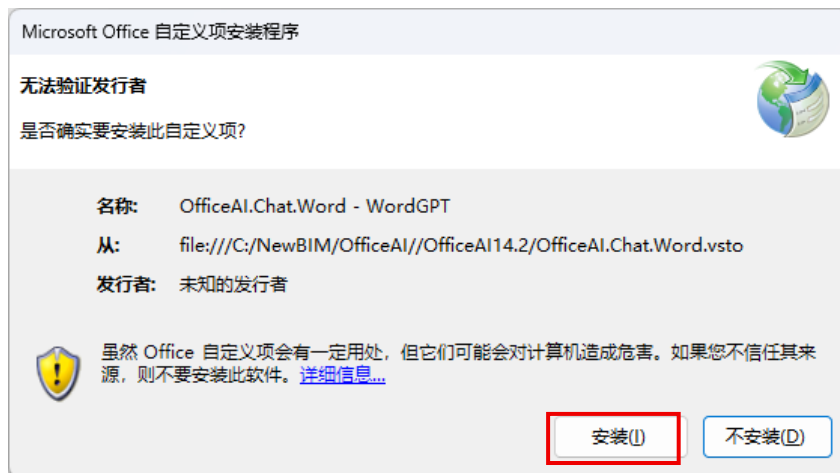 Microsoft Office 自定义项安装程序
无法验证发行者
是否确实要安装此自定义项?
名称: OfficeAI.Chat.Word - WordGPT
从: file:///C:/NewBIM/OfficeAI//OfficeAI14.2/OfficeAI.Chat.Word.vsto
发行者: 未知的发行者
虽然 Office 自定义项会有一定用处，但它们可能会对计算机造成危害。如果您不信任其来
源，则不要安装此软件。详细信息...
安装(I) 不安装(D)